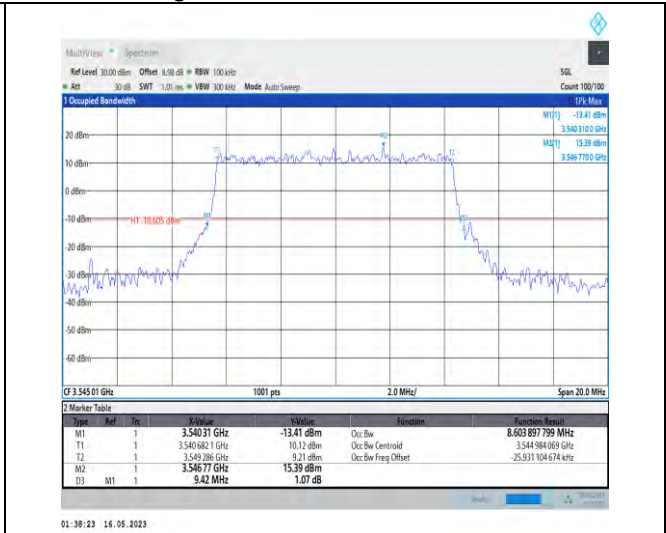 MultiView Spectrum
Ref Level 30.00 dBm Offset 8.98 dB RBW 100 kHz SGL
Att 30 dB SWT 1.01 ms VBW 300 kHz Mode Auto Sweep Count 100/100
1 Occupied Bandwidth 1Pk Max
M1[1] -13.41 dBm
3.540 3100 GHz
20 dBm M2[1] 15.39 dBm
3.546 7700 GHz
M2
T1 T2
10 dBm
0 dBm
-10 dBm H1 -10.605 dBm M1
-20 dBm
-30 dBm
-40 dBm
-50 dBm
-60 dBm
CF 3.545 01 GHz 1001 pts 2.0 MHz/ Span 20.0 MHz
2 Marker Table
Type Ref Trc X-Value Y-Value Function Function Result
M1 1 3.540 31 GHz -13.41 dBm Occ Bw 8.603 897 799 MHz
T1 1 3.540 682 1 GHz 10.12 dBm Occ Bw Centroid 3.544 984 069 GHz
T2 1 3.549 286 GHz 9.21 dBm Occ Bw Freq Offset -25.931 104 674 kHz
M2 1 3.546 77 GHz 15.39 dBm
D3 M1 1 9.42 MHz 1.07 dB
01:38:23 16.05.2023